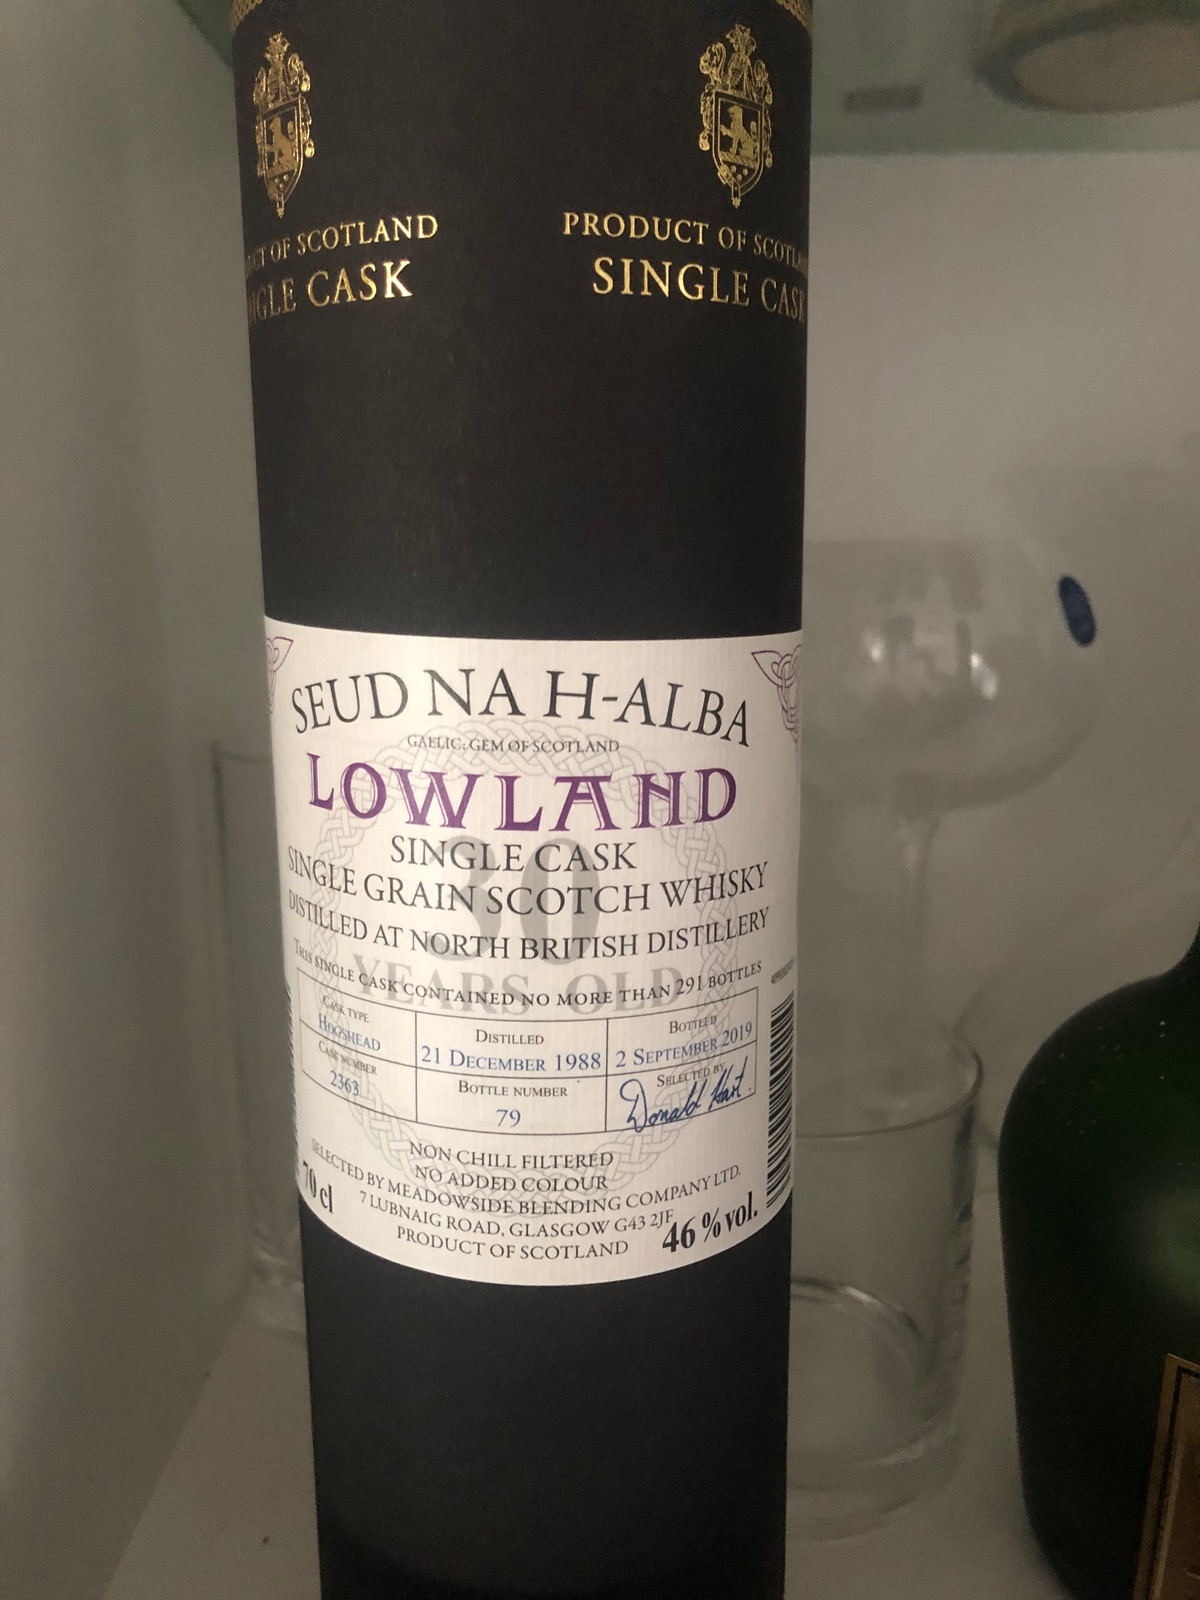 OF SCOTLAND
CASK
PRODUCT OF
SINGLE CASK
SEUD NA H-ALBA
GAELIC: GEM OF SCOTLAND
LOWLAND
30
YEARS OLD
SINGLE CASK
SINGLE GRAIN SCOTCH WHISKY
DISTILLED AT NORTH BRITISH DISTILLERY
THIS SINGLE CASK CONTAINED NO MORE THAN 291 BOTTLES
CASK TYPE
HOGSHEAD
DISTILLED
21 DECEMBER 1988
BOTTLED
2 SEPTEMBER 2019
CASK NUMBER
2363
BOTTLE NUMBER
79
SELECTED BY
Donald Hart
NON CHILL FILTERED
NO ADDED COLOUR
SELECTED BY MEADOWSIDE BLENDING COMPANY LTD.
7 LUBNAIG ROAD, GLASGOW G43 2JF
PRODUCT OF SCOTLAND
70 cl
46 % vol.